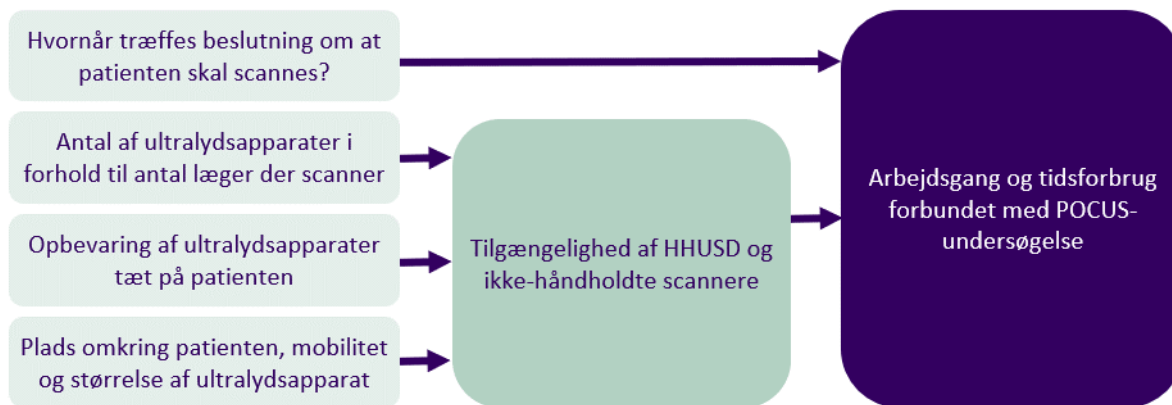 Hvornår træffes beslutning om at
patienten skal scannes?
Antal af ultralydsapparater i
forhold til antal læger der scanner
Opbevaring af ultralydsapparater
tæt på patienten
Plads omkring patienten, mobilitet
og størrelse af ultralydsapparat
Tilgængelighed af HHUSD og
ikke-håndholdte scannere
Arbejdsgang og tidsforbrug
forbundet med POCUS-
undersøgelse